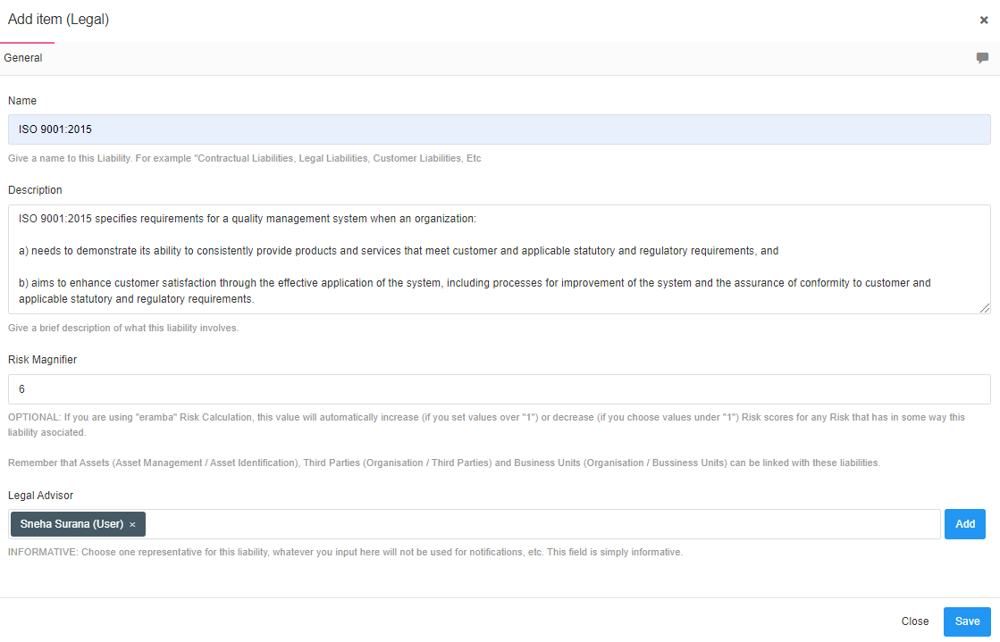 Add item (Legal)
×
General
Name
ISO 9001:2015
Give a name to this Liability. For example "Contractual Liabilities, Legal Liabilities, Customer Liabilities, Etc
Description
ISO 9001:2015 specifies requirements for a quality management system when an organization:
a) needs to demonstrate its ability to consistently provide products and services that meet customer and applicable statutory and regulatory requirements, and
b) aims to enhance customer satisfaction through the effective application of the system, including processes for improvement of the system and the assurance of conformity to customer and
applicable statutory and regulatory requirements.
Give a brief description of what this liability involves.
Risk Magnifier
6
OPTIONAL: If you are using "eramba" Risk Calculation, this value will automatically increase (if you set values over "1") or decrease (if you choose values under "1") Risk scores for any Risk that has in some way this
liability asociated.
Remember that Assets (Asset Management / Asset Identification), Third Parties (Organisation / Third Parties) and Business Units (Organisation / Bussiness Units) can be linked with these liabilities.
Legal Advisor
Sneha Surana (User) ×
Add
INFORMATIVE: Choose one representative for this liability, whatever you input here will not be used for notifications, etc. This field is simply informative.
Close
Save